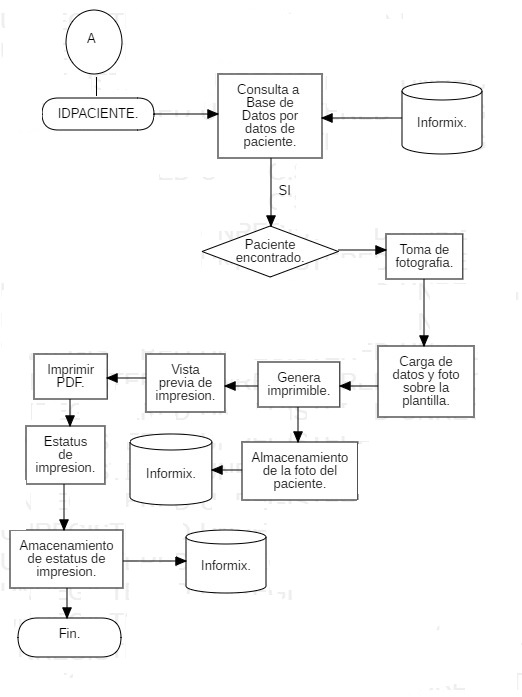 A
IDPACIENTE.
Consulta a
Base de
Datos por
datos de
paciente.
Informix.
SI
Paciente
encontrado.
Toma de
fotografia.
Carga de
datos y foto
sobre la
plantilla.
Genera
imprimible.
Vista
previa de
impresion.
Imprimir
PDF.
Almacenamiento
de la foto del
paciente.
Informix.
Estatus
de
impresion.
Amacenamiento
de estatus de
impresion.
Informix.
Fin.